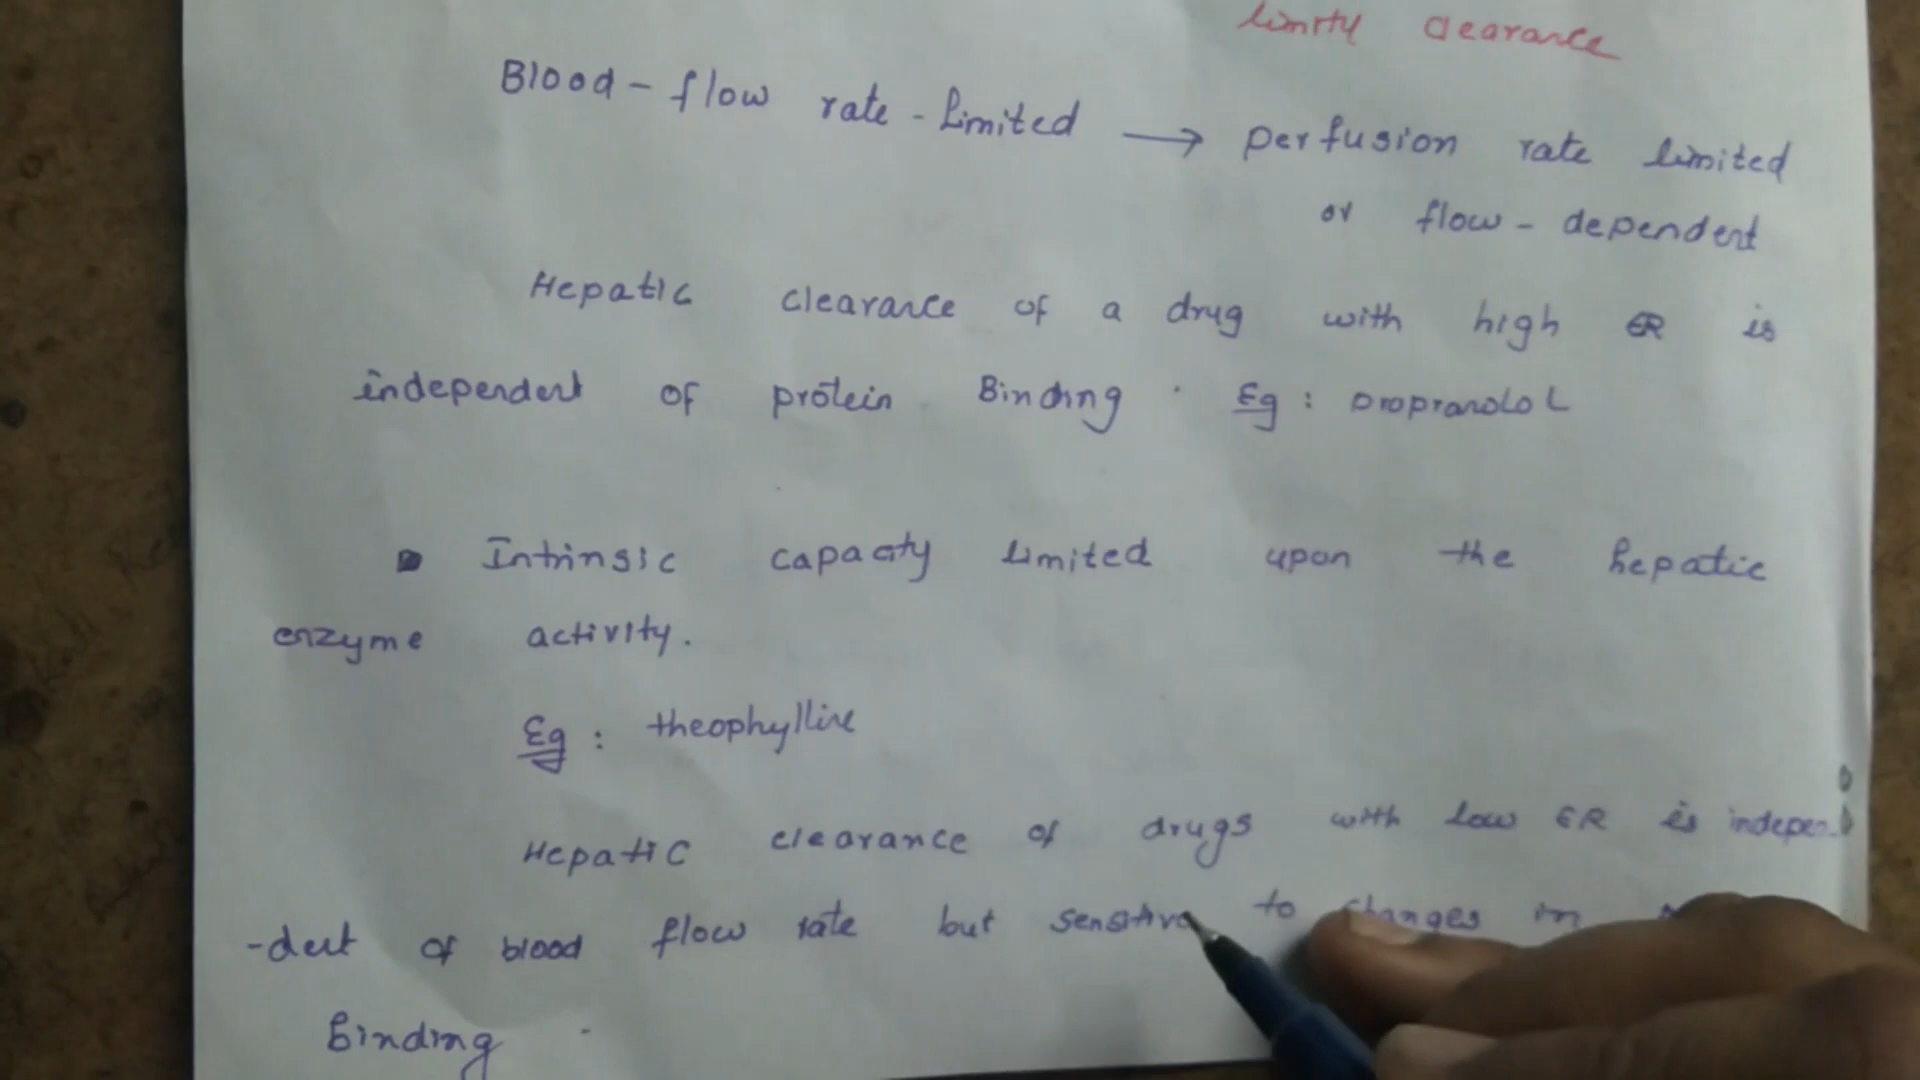 limity clearance
Blood - flow rate - limited → perfusion rate limited
or flow - dependent
Hepatic clearance of a drug with high ER is
independent of protein Binding . Eg : propranolol
Intrinsic capacity limited upon the hepatic
enzyme activity.
Eg : theophylline
Hepatic clearance of drugs with low ER is indepen
-dent of blood flow rate but sensitive to changes in
Binding .